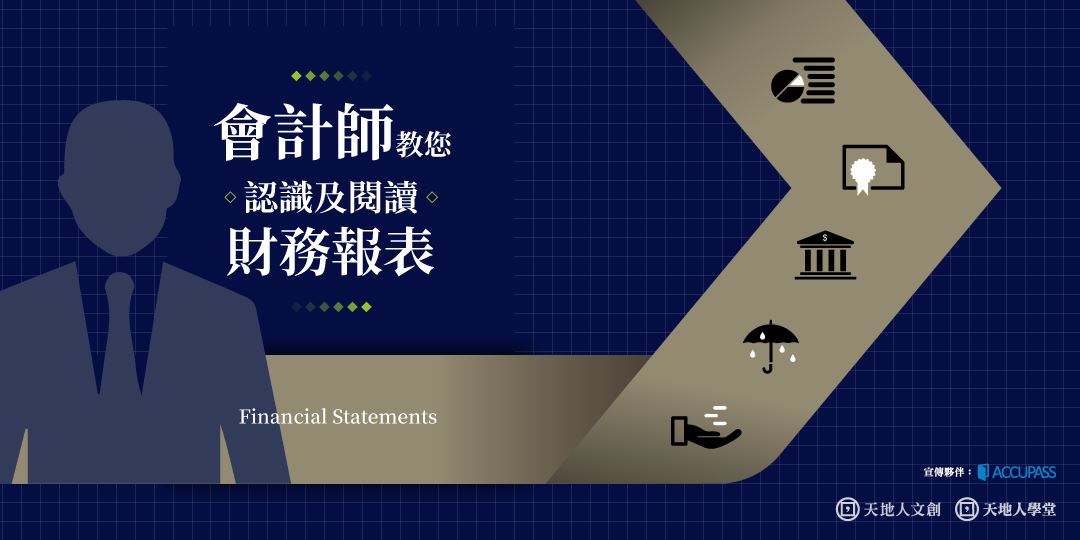 會計師教您
認識及閱讀
財務報表
Financial Statements
$
宣傳夥伴：ACCUPASS
天地人文創 天地人學堂